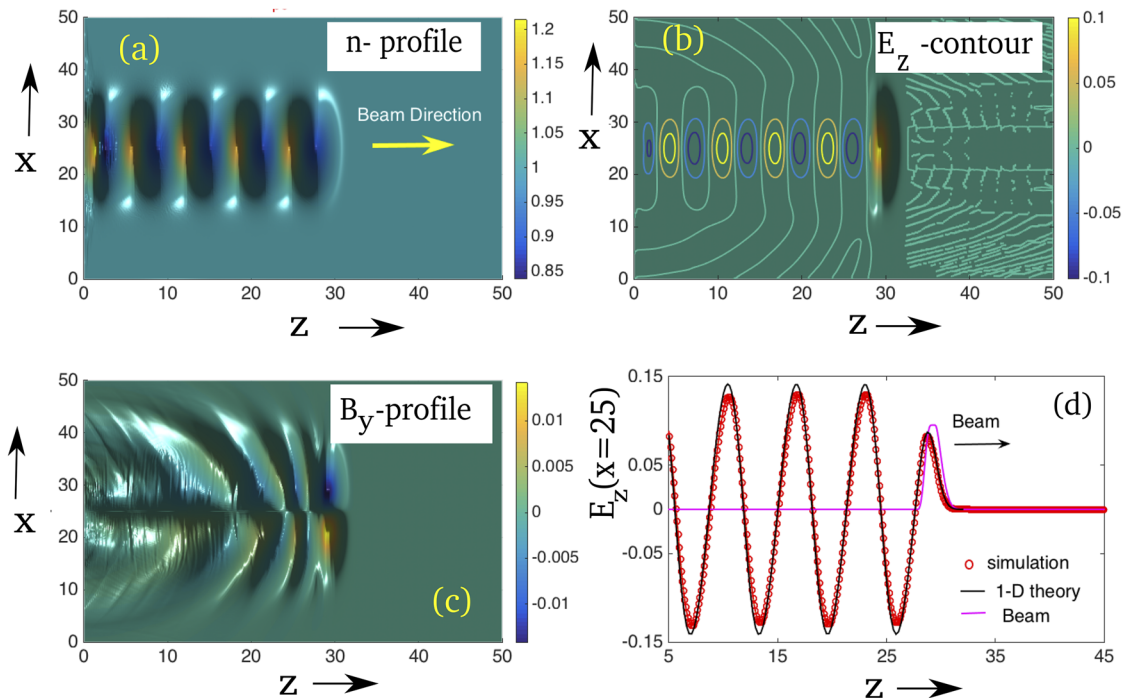 (a)
n- profile
Beam Direction
x
50
40
30
20
10
0
0 10 20 30 40 50
z
1.2
1.15
1.1
1.05
1
0.95
0.9
0.85
(b)
E_z -contour
x
50
40
30
20
10
0
0 10 20 30 40 50
z
0.1
0.05
0
-0.05
-0.1
B_y-profile
(c)
x
50
40
30
20
10
0
0 10 20 30 40 50
z
0.01
0.005
0
-0.005
-0.01
(d)
Beam
E_z(x=25)
0.15
0.05
0
-0.05
-0.15
5 15 25 35 45
z
simulation
1-D theory
Beam